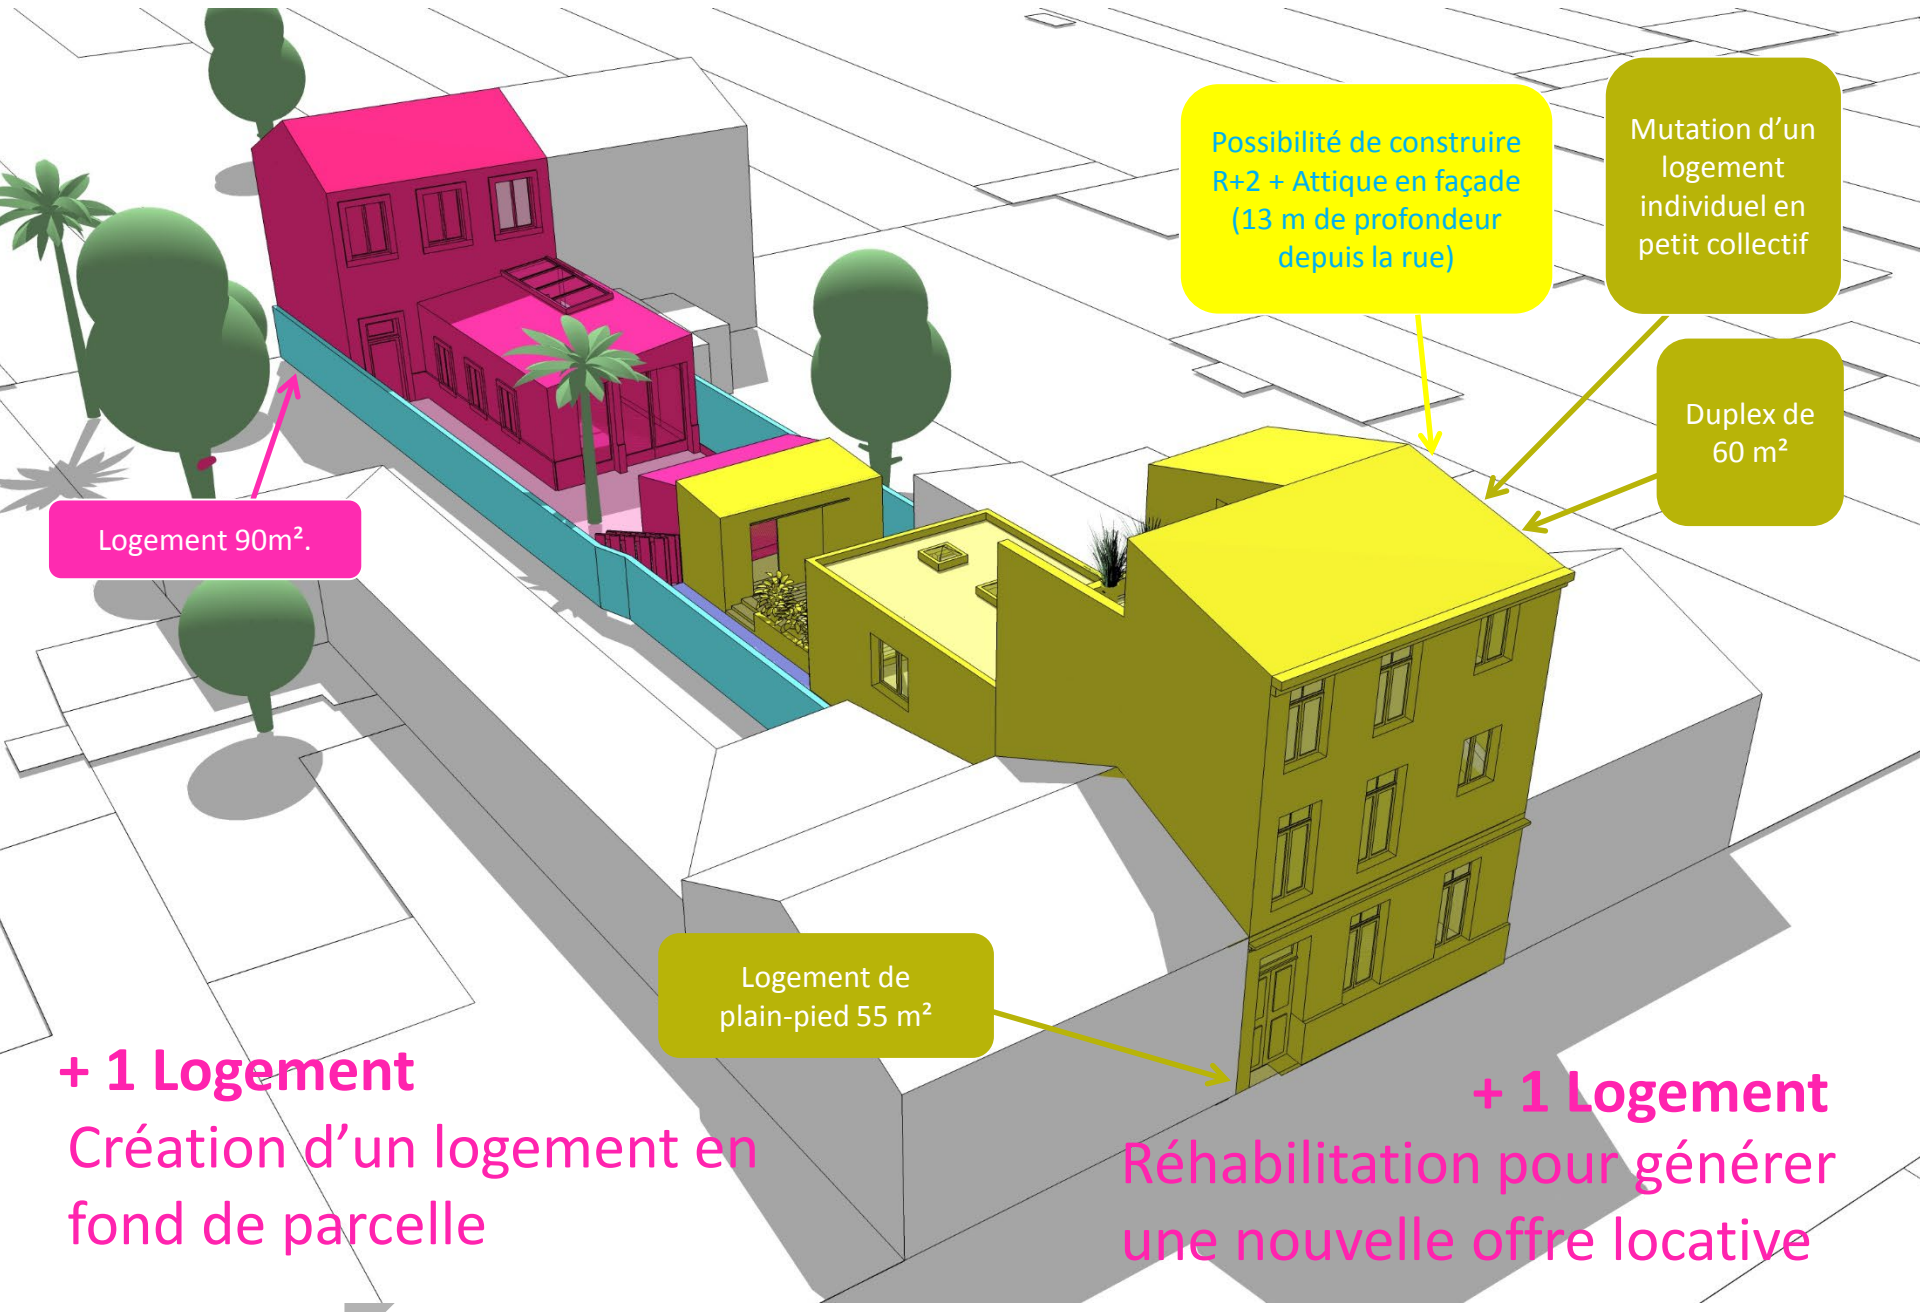 Possibilité de construire
R+2 + Attique en façade
(13 m de profondeur
depuis la rue)
Mutation d’un
logement
individuel en
petit collectif
Duplex de
60 m²
Logement 90m².
Logement de
plain-pied 55 m²
+ 1 Logement
Création d’un logement en
fond de parcelle
+ 1 Logement
Réhabilitation pour générer
une nouvelle offre locative